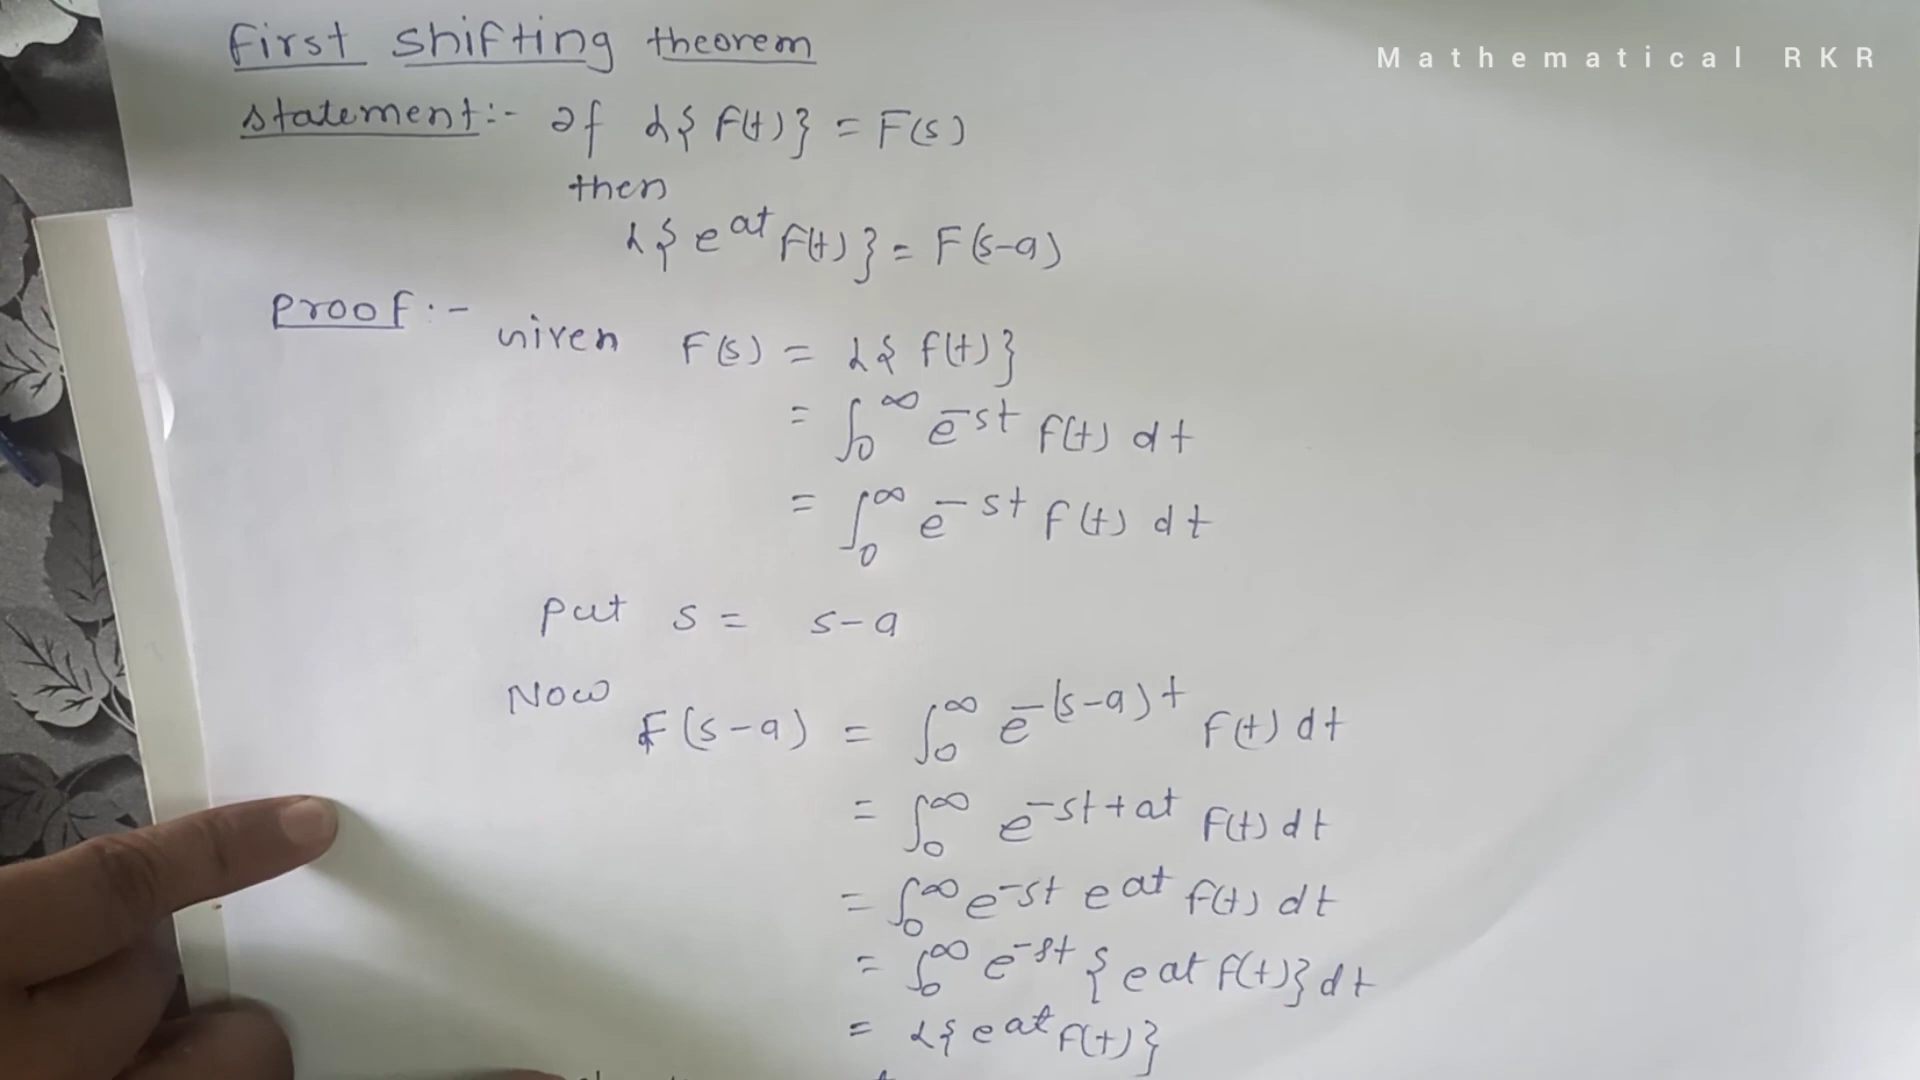 First shifting theorem
Mathematical RKR
statement:- If L{f(t)} = F(s)
then
L{e^at f(t)} = F(s-a)
Proof:- Given F(s) = L{f(t)}
= ∫₀^∞ e^-st f(t) dt
= ∫₀^∞ e^-st f(t) dt
Put s = s-a
Now F(s-a) = ∫₀^∞ e^-(s-a)t f(t) dt
= ∫₀^∞ e^-st+at f(t) dt
= ∫₀^∞ e^-st e^at f(t) dt
= ∫₀^∞ e^-st {e^at f(t)} dt
= L{e^at f(t)}